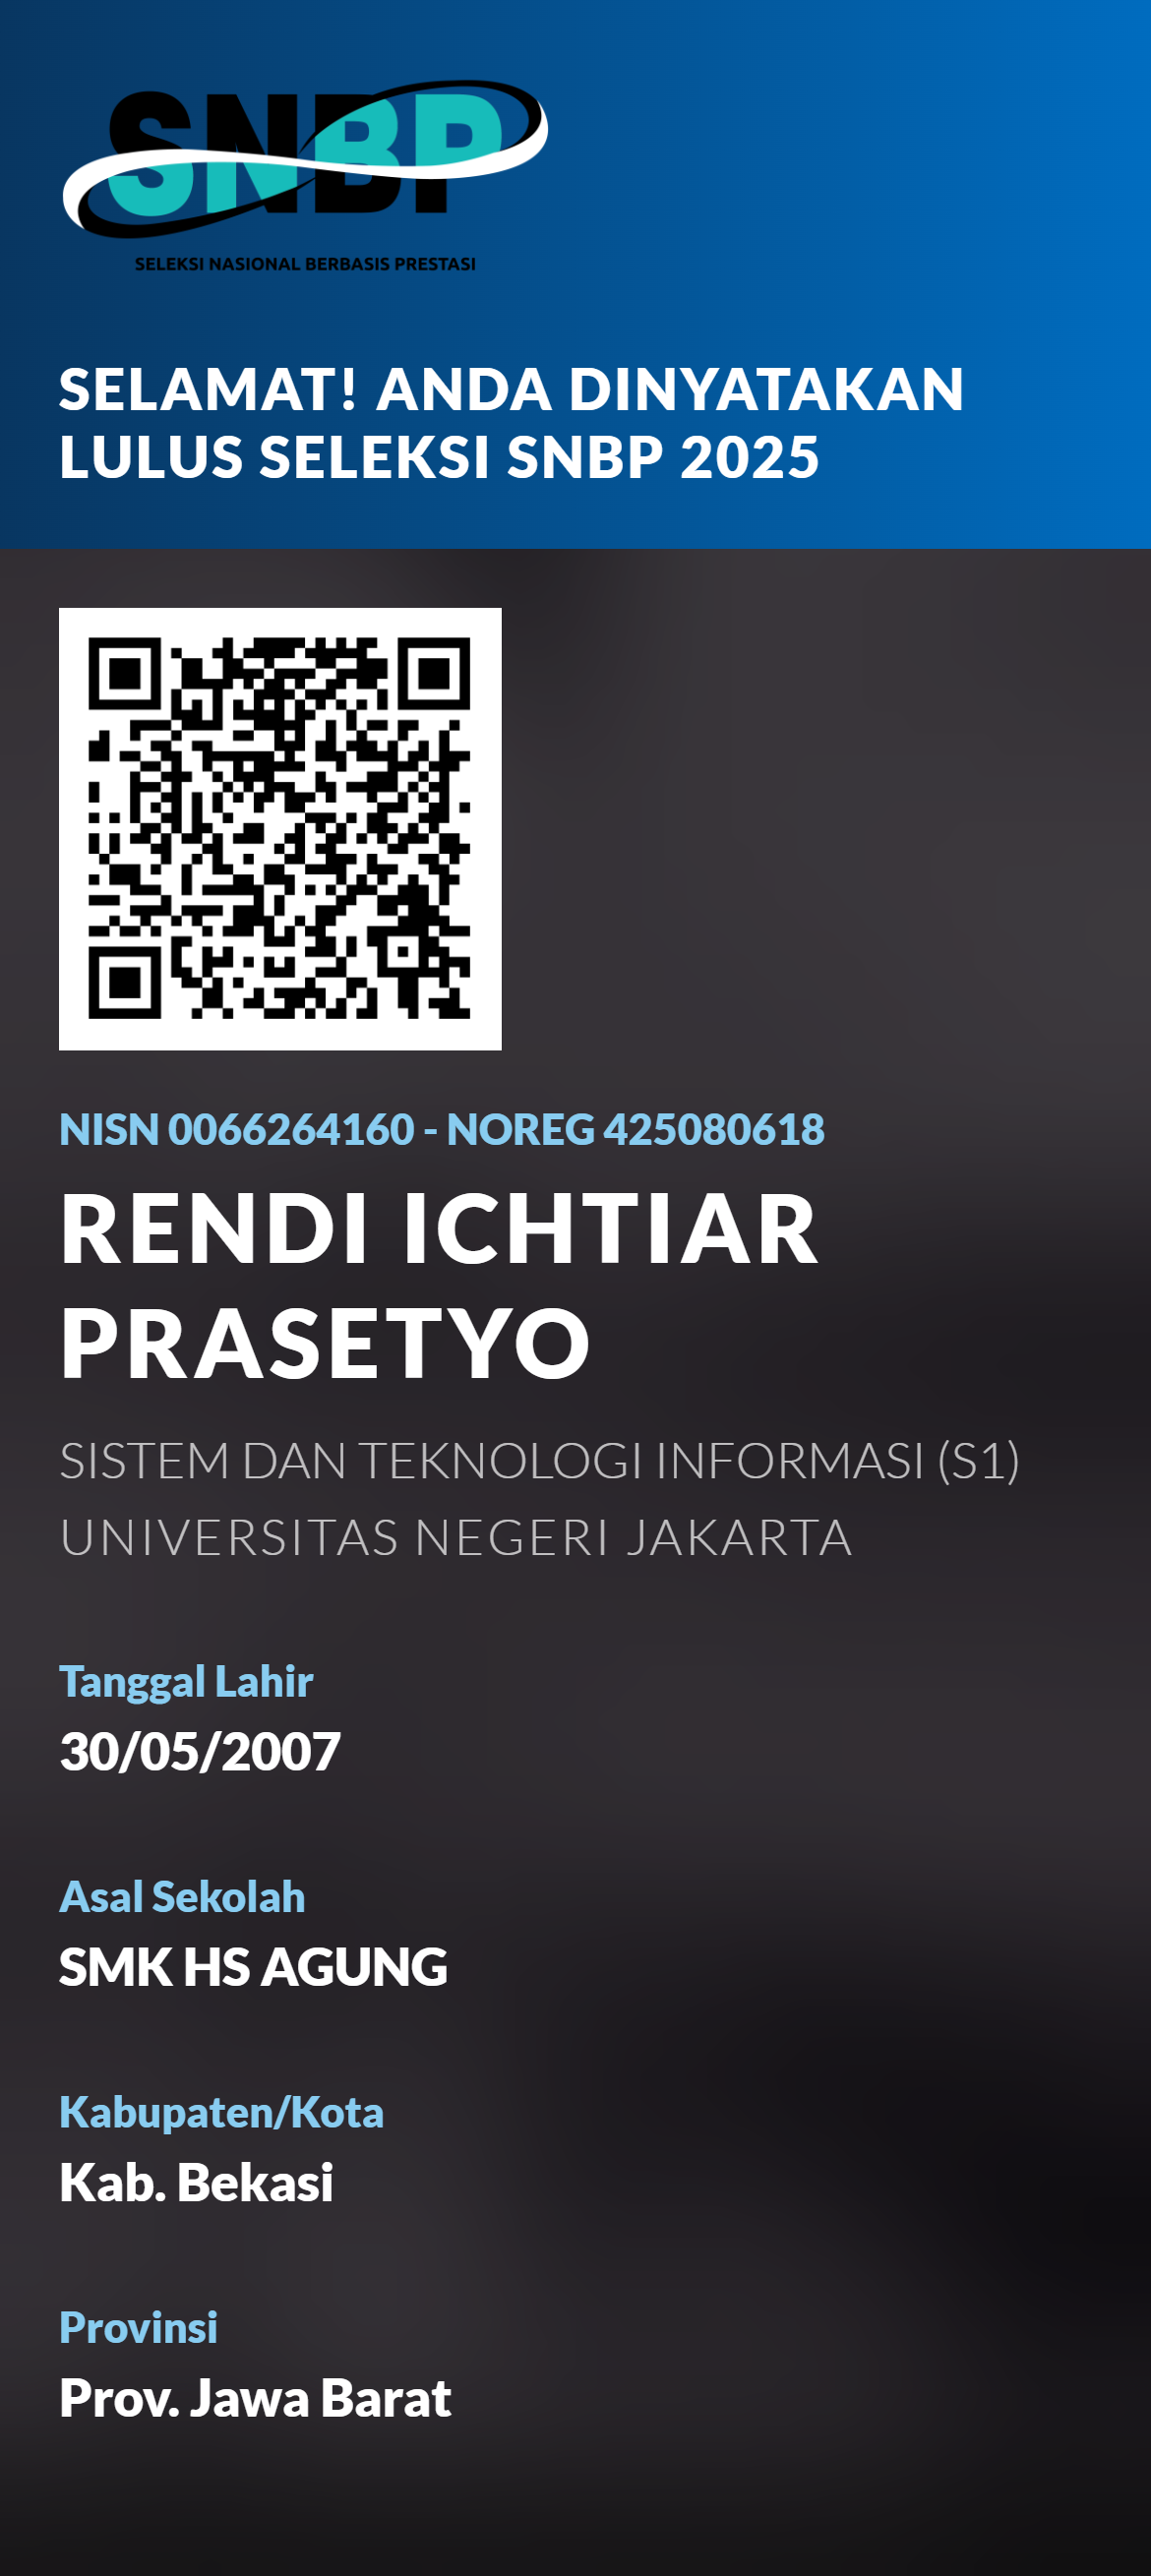 SNBP
SELEKSI NASIONAL BERBASIS PRESTASI
SELAMAT! ANDA DINYATAKAN
LULUS SELEKSI SNBP 2025
NISN 0066264160 - NOREG 425080618
RENDI ICHTIAR
PRASETYO
SISTEM DAN TEKNOLOGI INFORMASI (S1)
UNIVERSITAS NEGERI JAKARTA
Tanggal Lahir
30/05/2007
Asal Sekolah
SMK HS AGUNG
Kabupaten/Kota
Kab. Bekasi
Provinsi
Prov. Jawa Barat